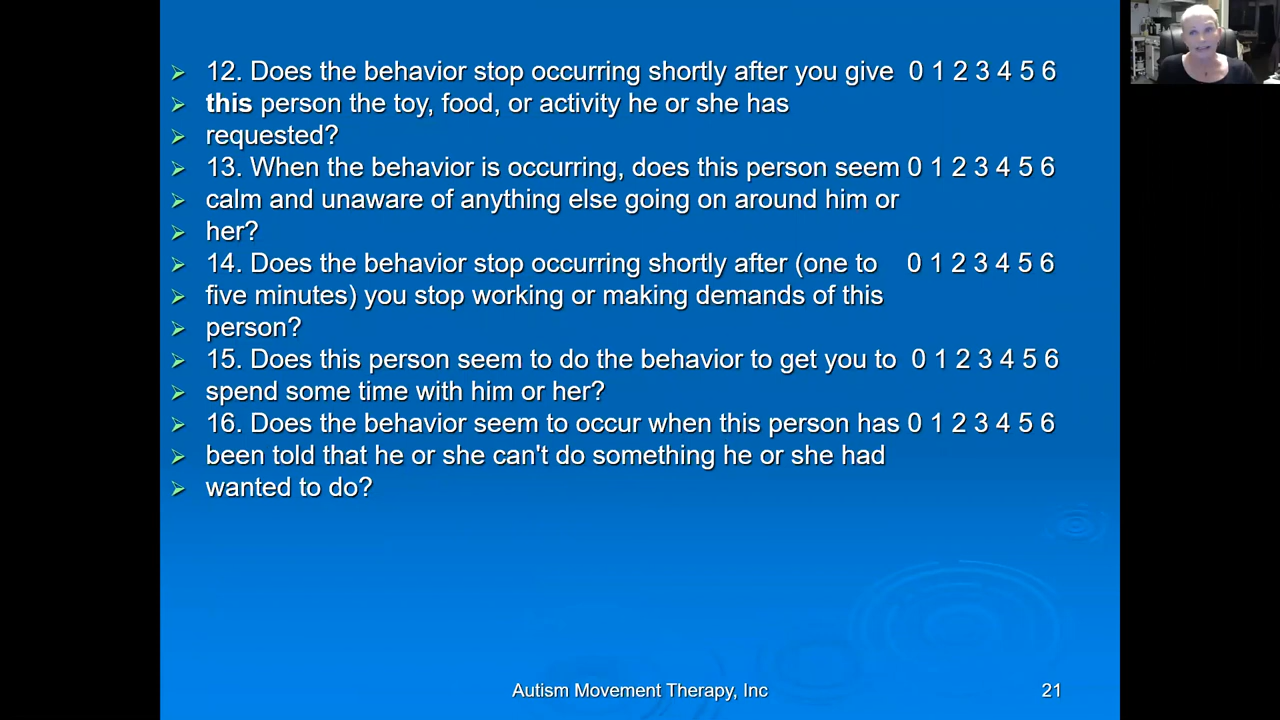 12. Does the behavior stop occurring shortly after you give 0 1 2 3 4 5 6
this person the toy, food, or activity he or she has
requested?
13. When the behavior is occurring, does this person seem 0 1 2 3 4 5 6
calm and unaware of anything else going on around him or
her?
14. Does the behavior stop occurring shortly after (one to 0 1 2 3 4 5 6
five minutes) you stop working or making demands of this
person?
15. Does this person seem to do the behavior to get you to 0 1 2 3 4 5 6
spend some time with him or her?
16. Does the behavior seem to occur when this person has 0 1 2 3 4 5 6
been told that he or she can't do something he or she had
wanted to do?
Autism Movement Therapy, Inc 21